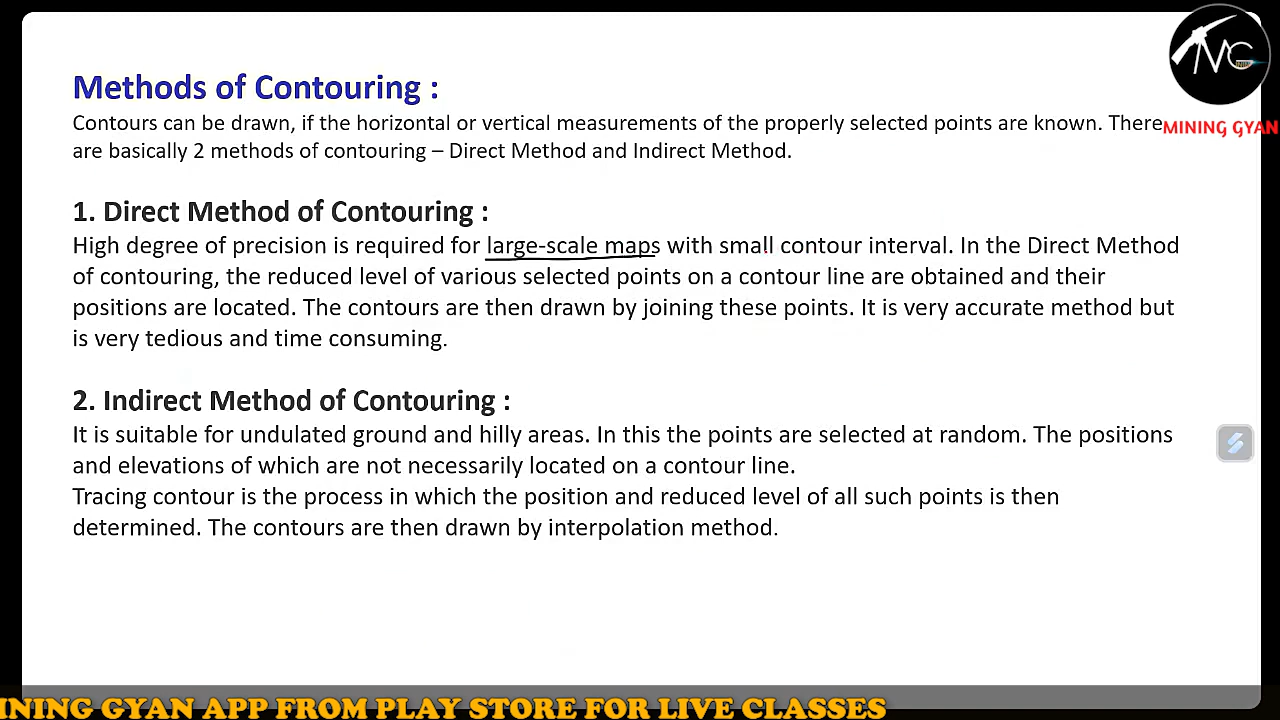 Methods of Contouring :
Contours can be drawn, if the horizontal or vertical measurements of the properly selected points are known. There
are basically 2 methods of contouring – Direct Method and Indirect Method.
MINING GYAN
1. Direct Method of Contouring :
High degree of precision is required for large-scale maps with small contour interval. In the Direct Method
of contouring, the reduced level of various selected points on a contour line are obtained and their
positions are located. The contours are then drawn by joining these points. It is very accurate method but
is very tedious and time consuming.
2. Indirect Method of Contouring :
It is suitable for undulated ground and hilly areas. In this the points are selected at random. The positions
and elevations of which are not necessarily located on a contour line.
Tracing contour is the process in which the position and reduced level of all such points is then
determined. The contours are then drawn by interpolation method.
INING GYAN APP FROM PLAY STORE FOR LIVE CLASSES